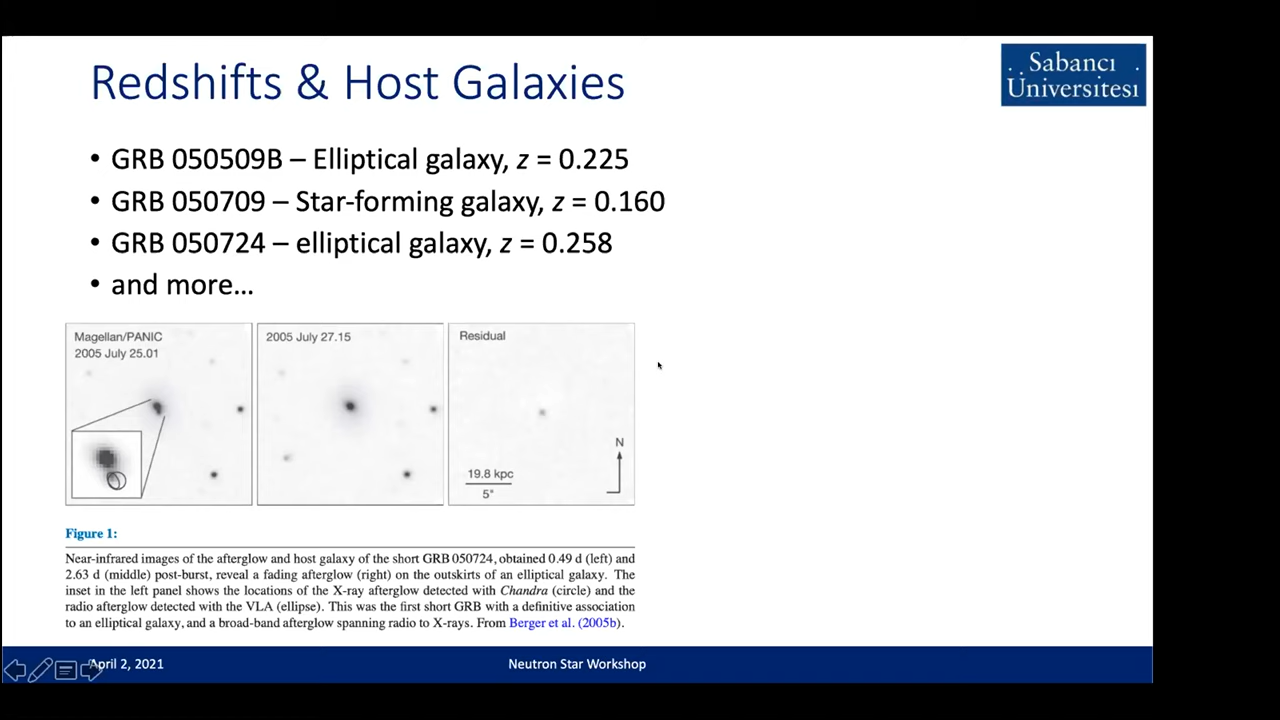 Redshifts & Host Galaxies
Sabancı
Üniversitesi
• GRB 050509B – Elliptical galaxy, z = 0.225
• GRB 050709 – Star-forming galaxy, z = 0.160
• GRB 050724 – elliptical galaxy, z = 0.258
• and more...
Magellan/PANIC
2005 July 25.01
2005 July 27.15
Residual
N
19.8 kpc
5"
Figure 1:
Near-infrared images of the afterglow and host galaxy of the short GRB 050724, obtained 0.49 d (left) and
2.63 d (middle) post-burst, reveal a fading afterglow (right) on the outskirts of an elliptical galaxy. The
inset in the left panel shows the locations of the X-ray afterglow detected with Chandra (circle) and the
radio afterglow detected with the VLA (ellipse). This was the first short GRB with a definitive association
to an elliptical galaxy, and a broad-band afterglow spanning radio to X-rays. From Berger et al. (2005b).
April 2, 2021
Neutron Star Workshop